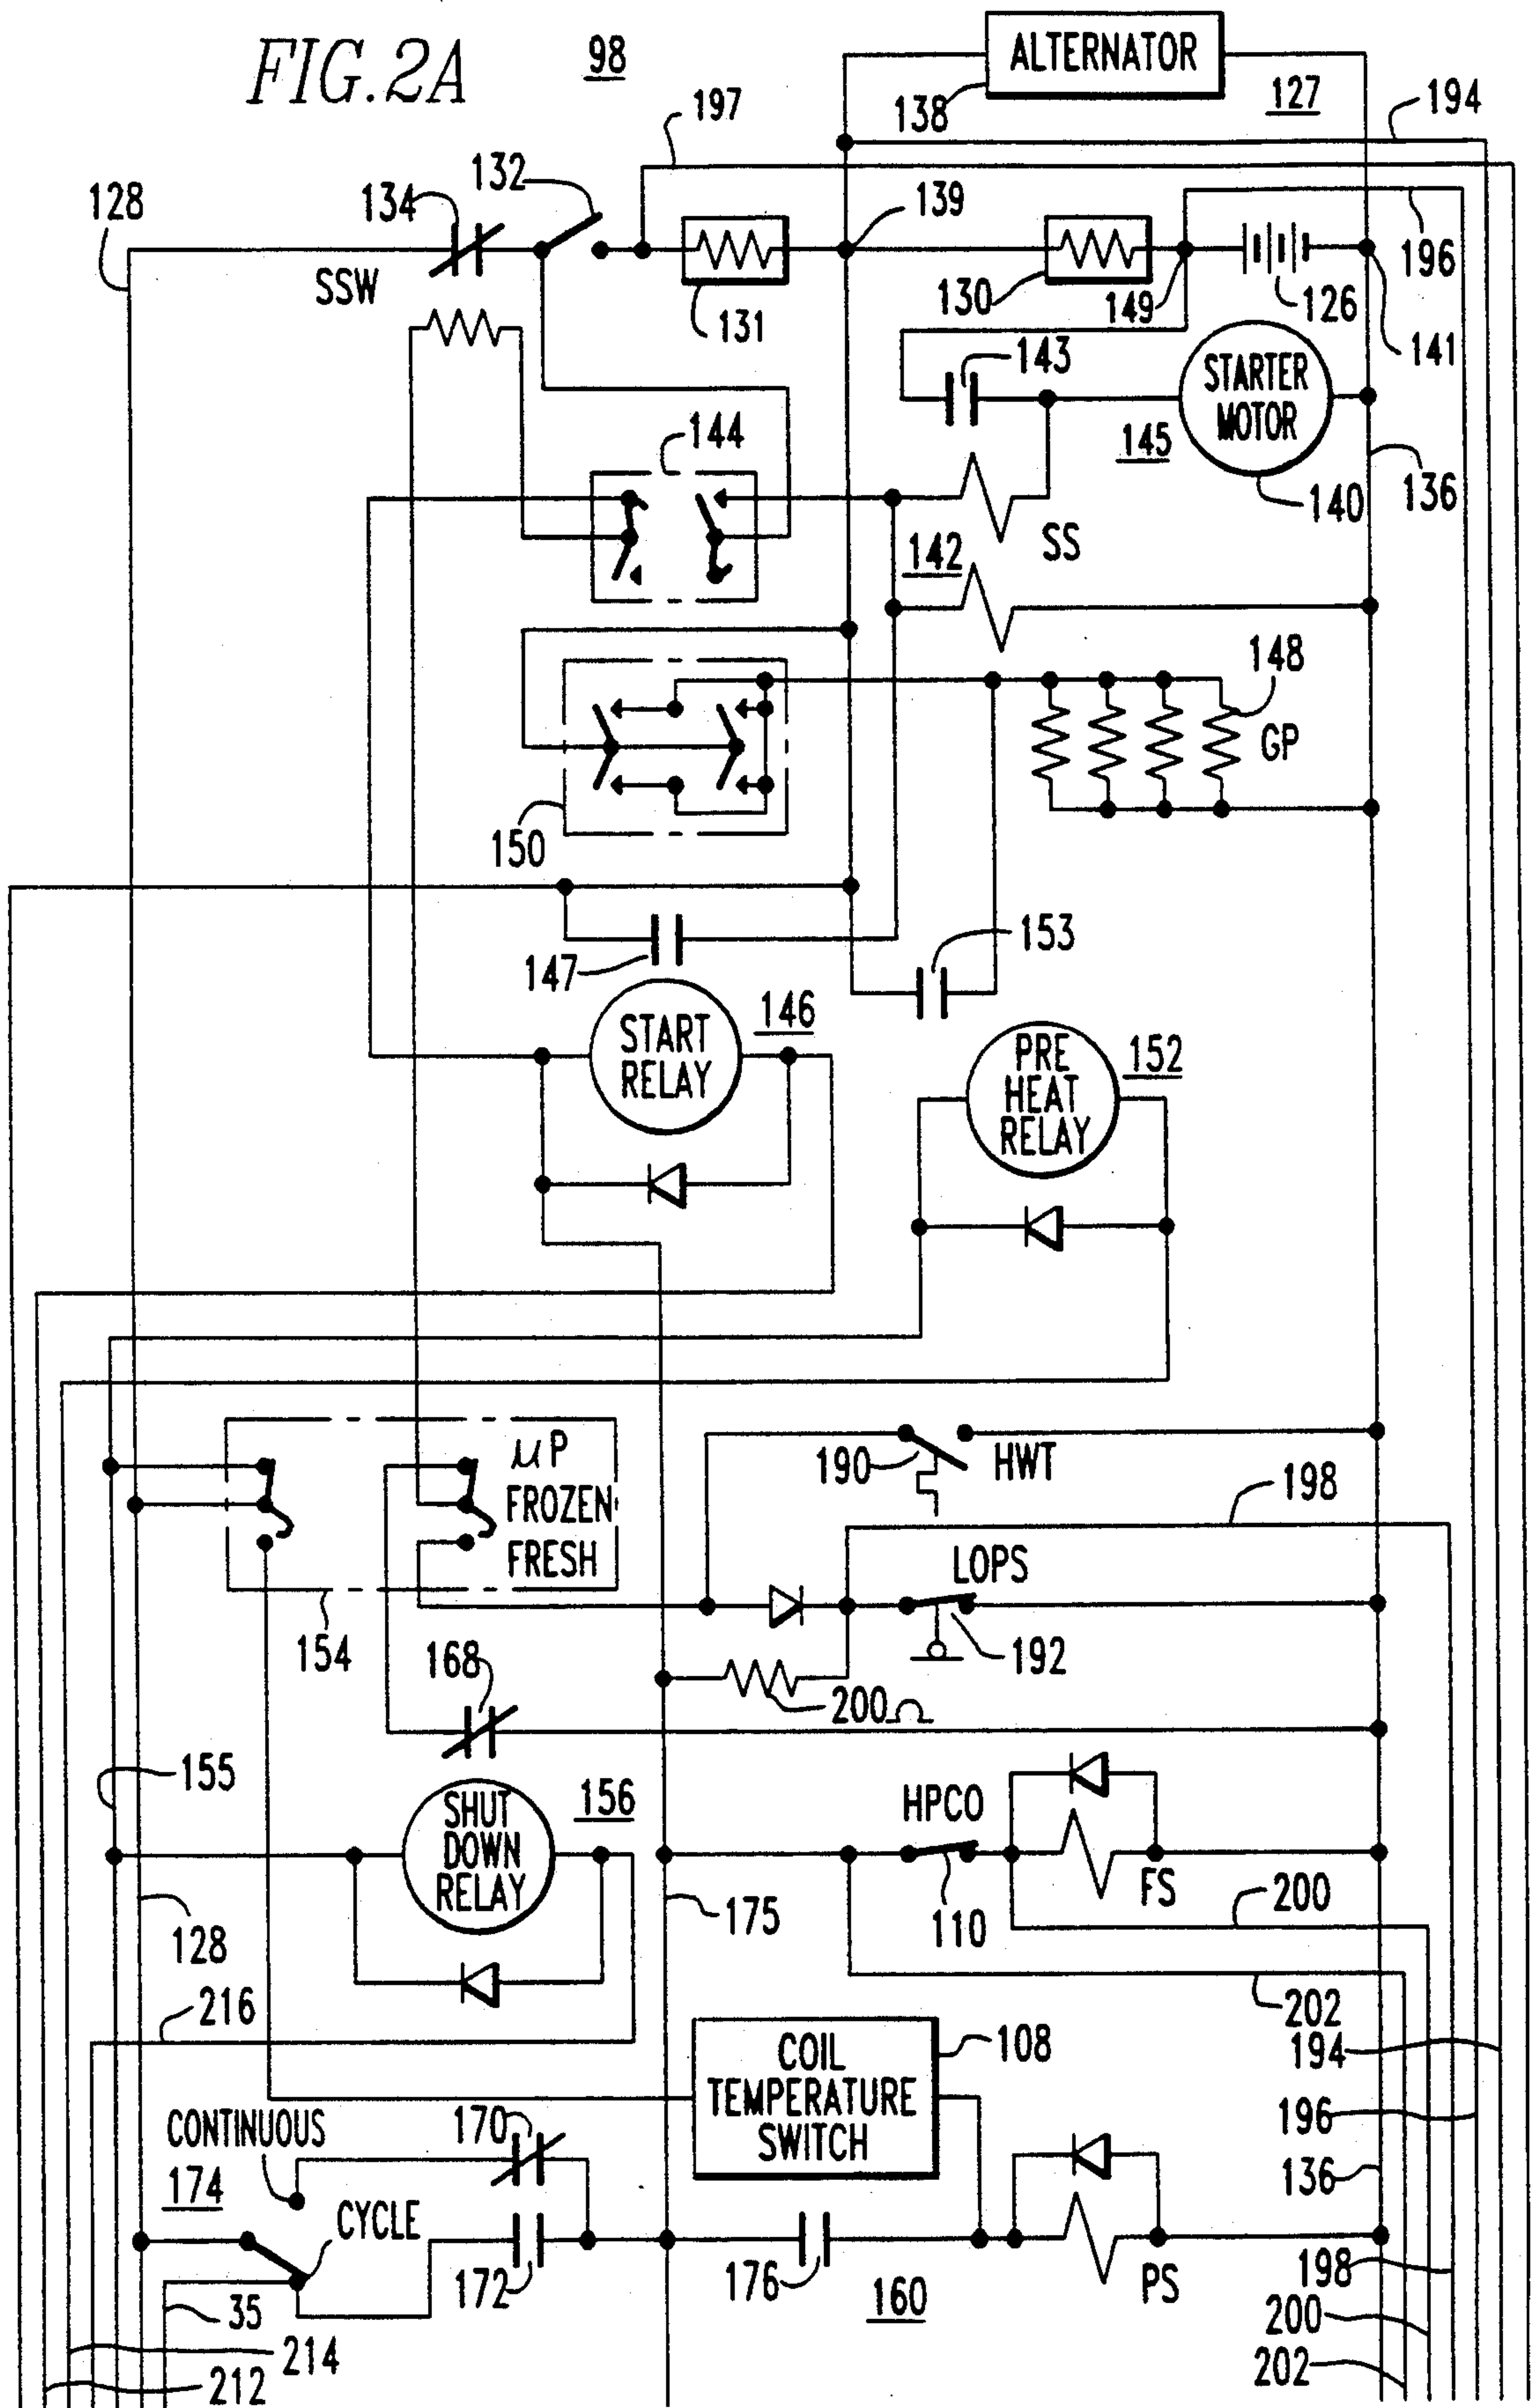 FIG. 2A
98
ALTERNATOR
138
127
194
197
132
134
128
139
196
SSW
131
130
149
126
141
143
STARTER
MOTOR
144
145
136
140
SS
142
148
GP
150
153
147
START
RELAY
146
PRE
HEAT
RELAY
152
µP
FROZEN
FRESH
190
HWT
198
LOPS
154
192
168
200Ω
155
SHUT
DOWN
RELAY
156
HPCO
FS
175
110
200
128
202
216
COIL
TEMPERATURE
SWITCH
108
194
CONTINUOUS
170
196
174
136
CYCLE
172
176
PS
198
35
160
200
214
202
212